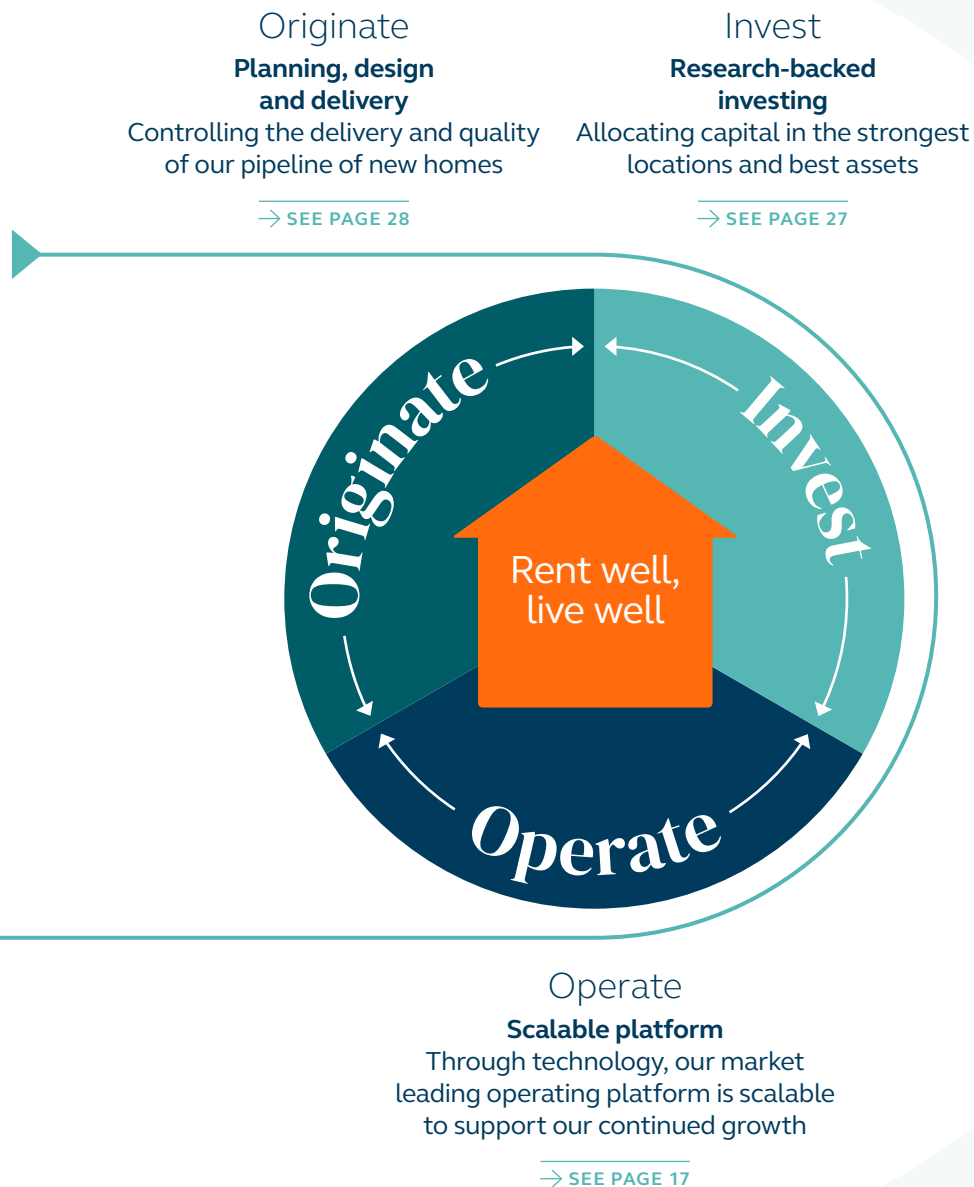 Originate
Planning, design
and delivery
Controlling the delivery and quality
of our pipeline of new homes
→ SEE PAGE 28
Invest
Research-backed
investing
Allocating capital in the strongest
locations and best assets
→ SEE PAGE 27
Originate
Invest
Rent well,
live well
Operate
Operate
Scalable platform
Through technology, our market
leading operating platform is scalable
to support our continued growth
→ SEE PAGE 17